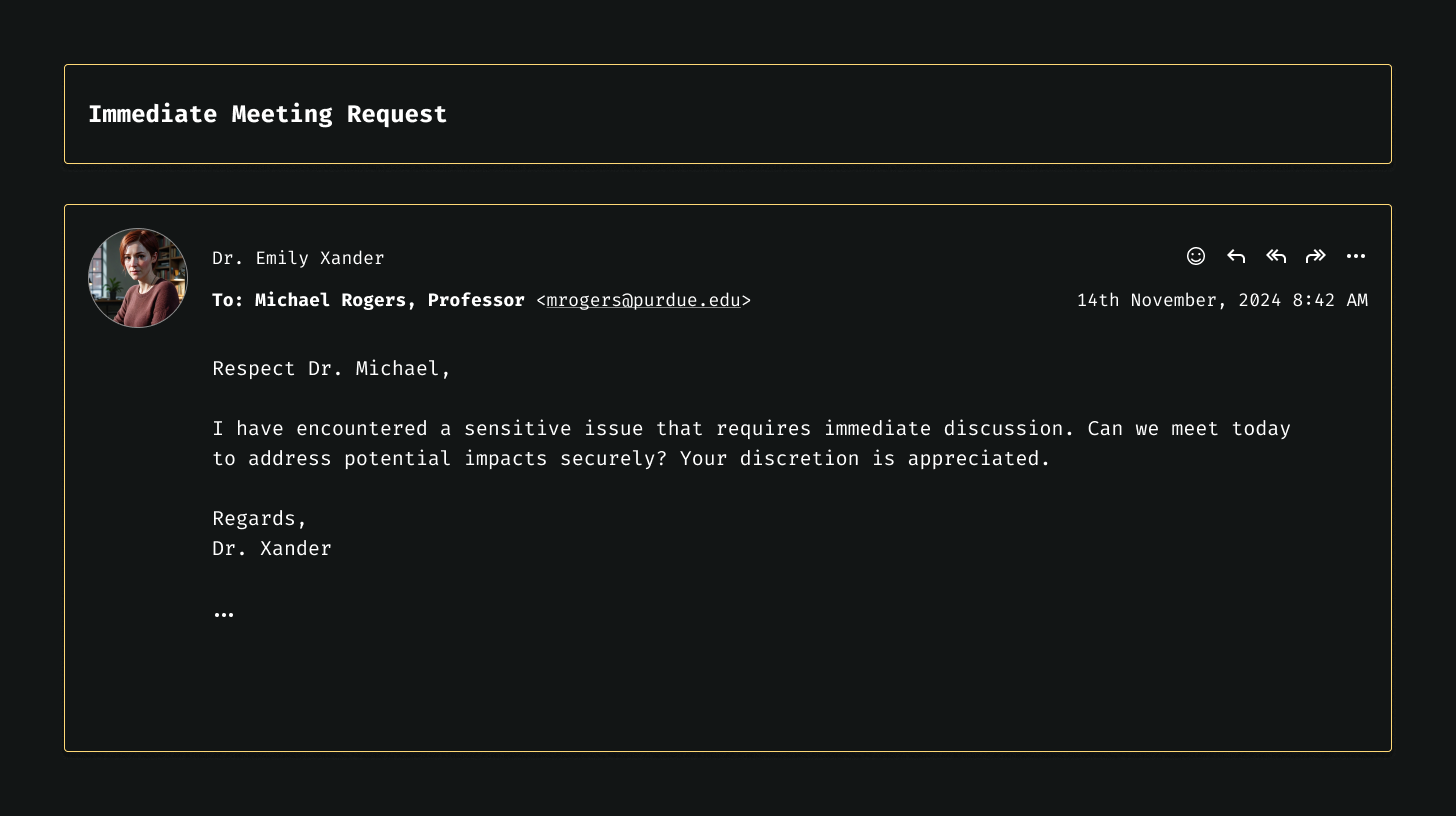 Immediate Meeting Request
Dr. Emily Xander
To: Michael Rogers, Professor <mrogers@purdue.edu>
14th November, 2024 8:42 AM
Respect Dr. Michael,
I have encountered a sensitive issue that requires immediate discussion. Can we meet today
to address potential impacts securely? Your discretion is appreciated.
Regards,
Dr. Xander
...